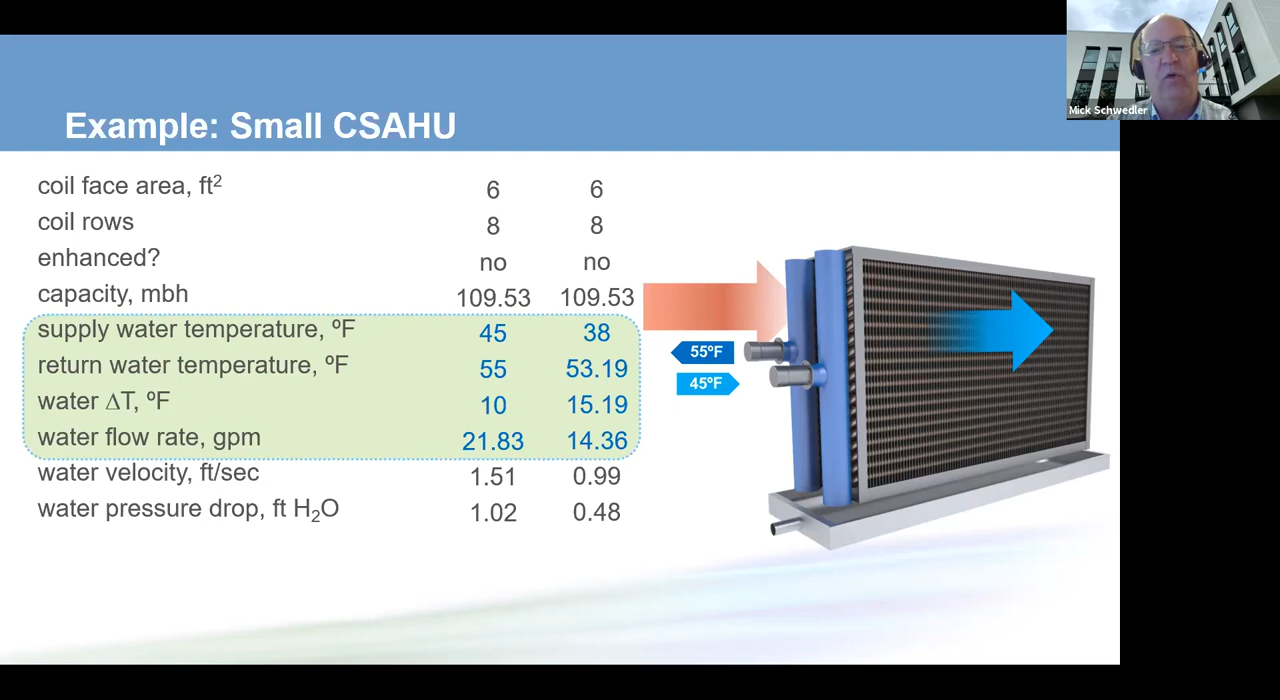 Mick Schwedler
Example: Small CSAHU
coil face area, ft² 6 6
coil rows 8 8
enhanced? no no
capacity, mbh 109.53 109.53
supply water temperature, ºF 45 38
return water temperature, ºF 55 53.19
water ΔT, ºF 10 15.19
water flow rate, gpm 21.83 14.36
water velocity, ft/sec 1.51 0.99
water pressure drop, ft H₂O 1.02 0.48
55ºF
45ºF